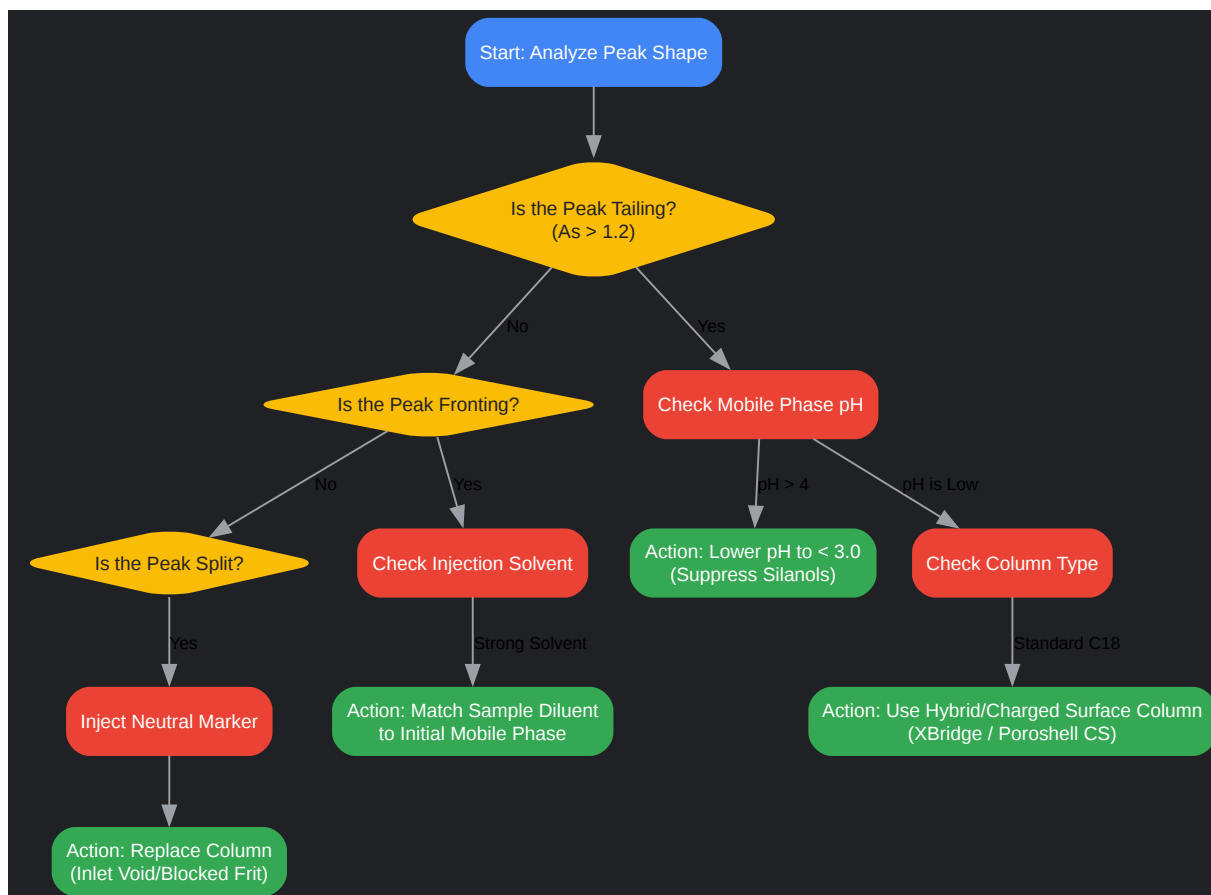 Start: Analyze Peak Shape
Is the Peak Tailing?
(As > 1.2)
No
Yes
Is the Peak Fronting?
Check Mobile Phase pH
No
Yes
pH > 4
pH is Low
Is the Peak Split?
Check Injection Solvent
Action: Lower pH to < 3.0
(Suppress Silanols)
Check Column Type
Yes
Strong Solvent
Standard C18
Inject Neutral Marker
Action: Match Sample Diluent
to Initial Mobile Phase
Action: Use Hybrid/Charged Surface Column
(XBridge / Poroshell CS)
Action: Replace Column
(Inlet Void/Blocked Frit)